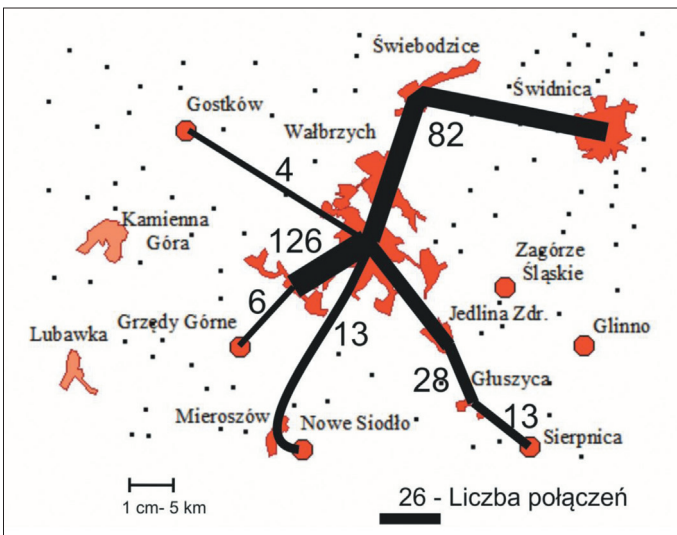 Świebodzice
Świdnica
Gostków
Wałbrzych
82
4
Kamienna
Góra
126
Zagórze
Śląskie
6
Grzędy Górne
13
Jedlina Zdr.
Glinno
Lubawka
28
Głuszyca
Mieroszów
Nowe Siodło
13
Sierpnica
1 cm- 5 km
26 - Liczba połączeń